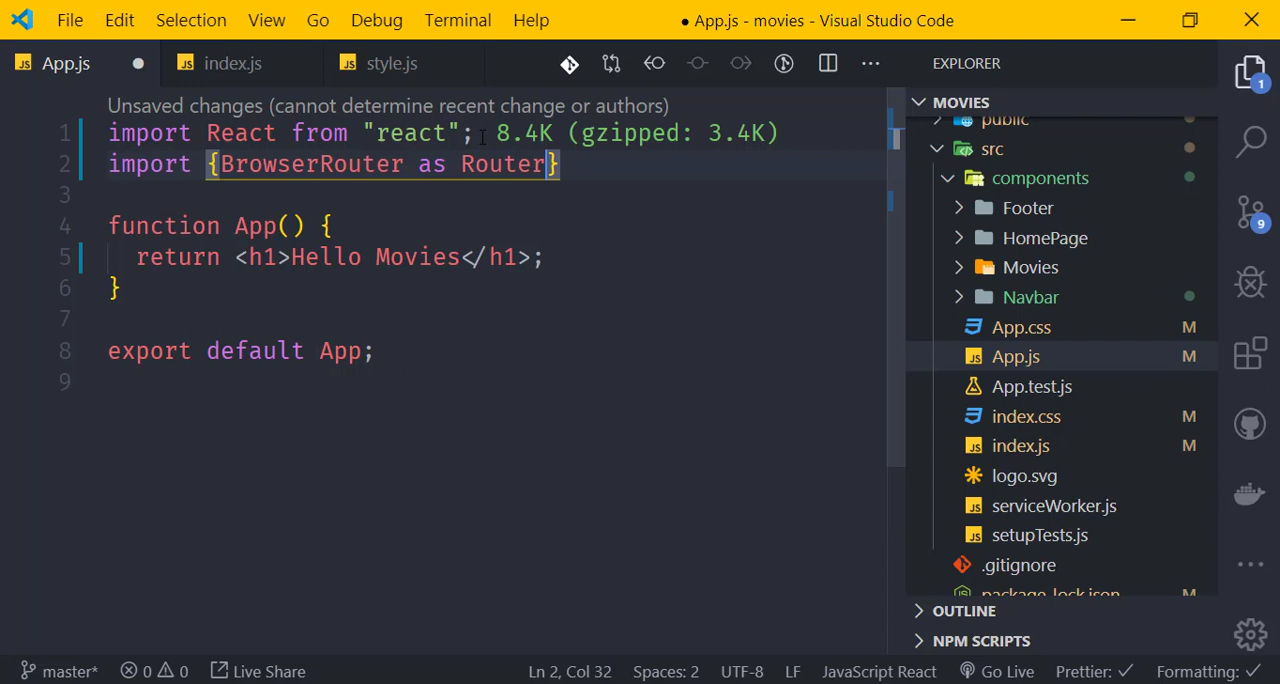 File Edit Selection View Go Debug Terminal Help ● App.js - movies - Visual Studio Code
JS App.js ● JS index.js JS style.js
Unsaved changes (cannot determine recent change or authors)
1 import React from "react"; 8.4K (gzipped: 3.4K)
2 import {BrowserRouter as Router}
3
4 function App() {
5 return <h1>Hello Movies</h1>;
6 }
7
8 export default App;
9
EXPLORER
MOVIES
public
src
components
Footer
HomePage
Movies
Navbar
App.css M
JS App.js M
App.test.js
index.css M
JS index.js M
logo.svg
JS serviceWorker.js
JS setupTests.js
.gitignore
package-lock.json M
OUTLINE
NPM SCRIPTS
1
9
master* 0 0 Live Share Ln 2, Col 32 Spaces: 2 UTF-8 LF JavaScript React Go Live Prettier: ✓ Formatting: ✓